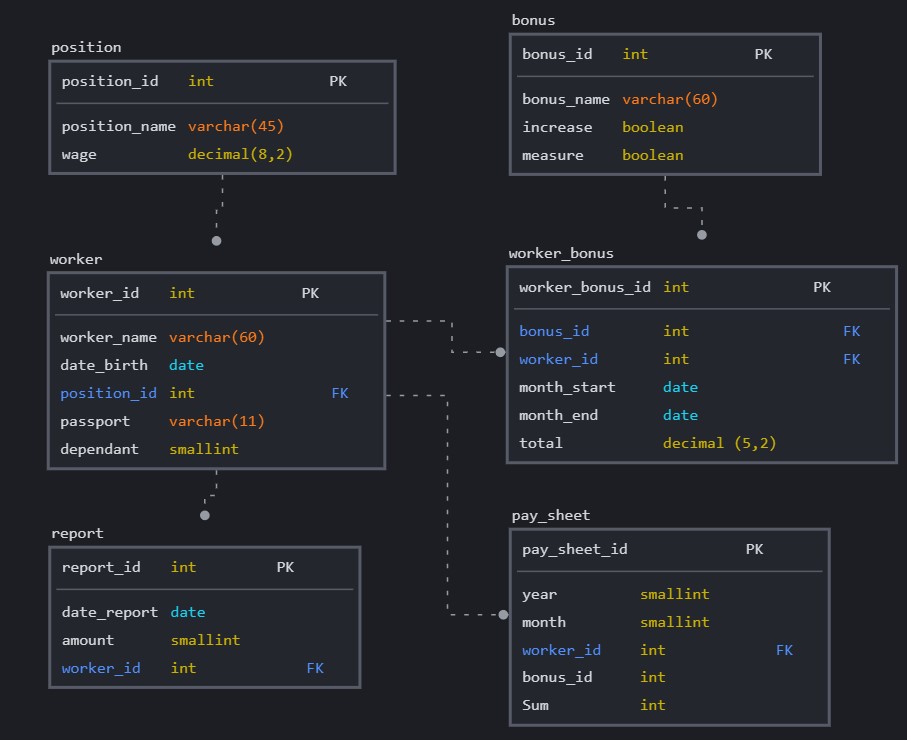 position
position_id int PK
position_name varchar(45)
wage decimal(8,2)
bonus
bonus_id int PK
bonus_name varchar(60)
increase boolean
measure boolean
worker
worker_id int PK
worker_name varchar(60)
date_birth date
position_id int FK
passport varchar(11)
dependant smallint
worker_bonus
worker_bonus_id int PK
bonus_id int FK
worker_id int FK
month_start date
month_end date
total decimal (5,2)
report
report_id int PK
date_report date
amount smallint
worker_id int FK
pay_sheet
pay_sheet_id PK
year smallint
month smallint
worker_id int FK
bonus_id int
Sum int